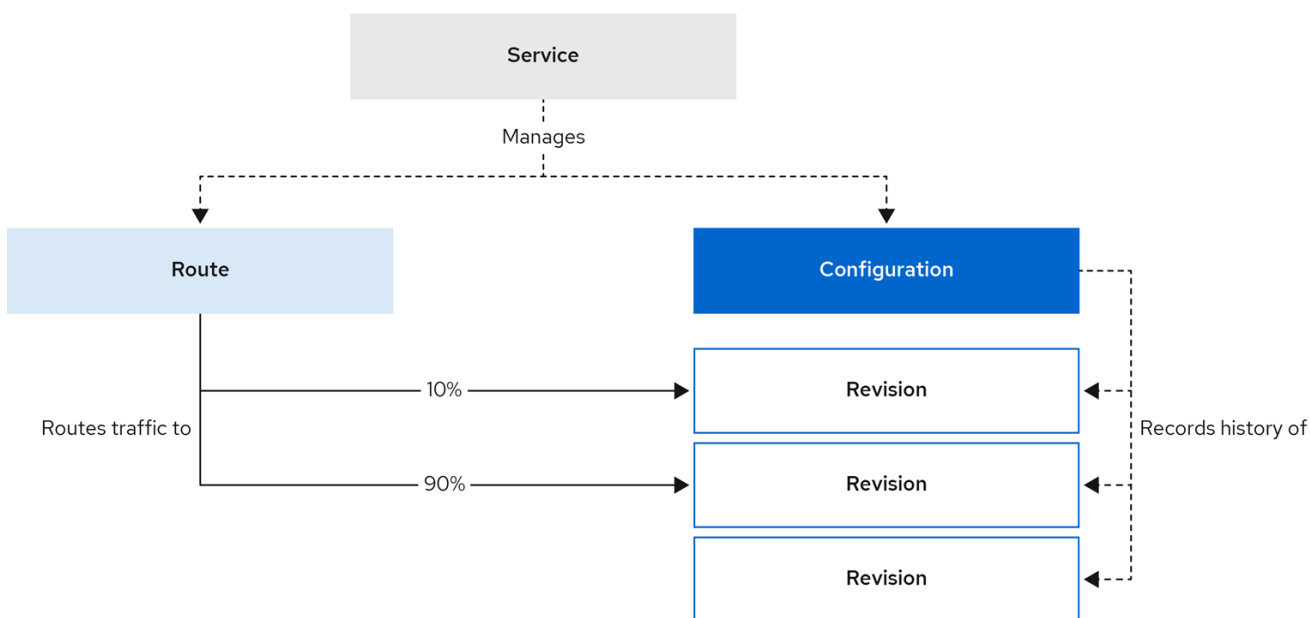 Service
Manages
Route
Configuration
10%
Revision
Routes traffic to
Records history of
90%
Revision
Revision